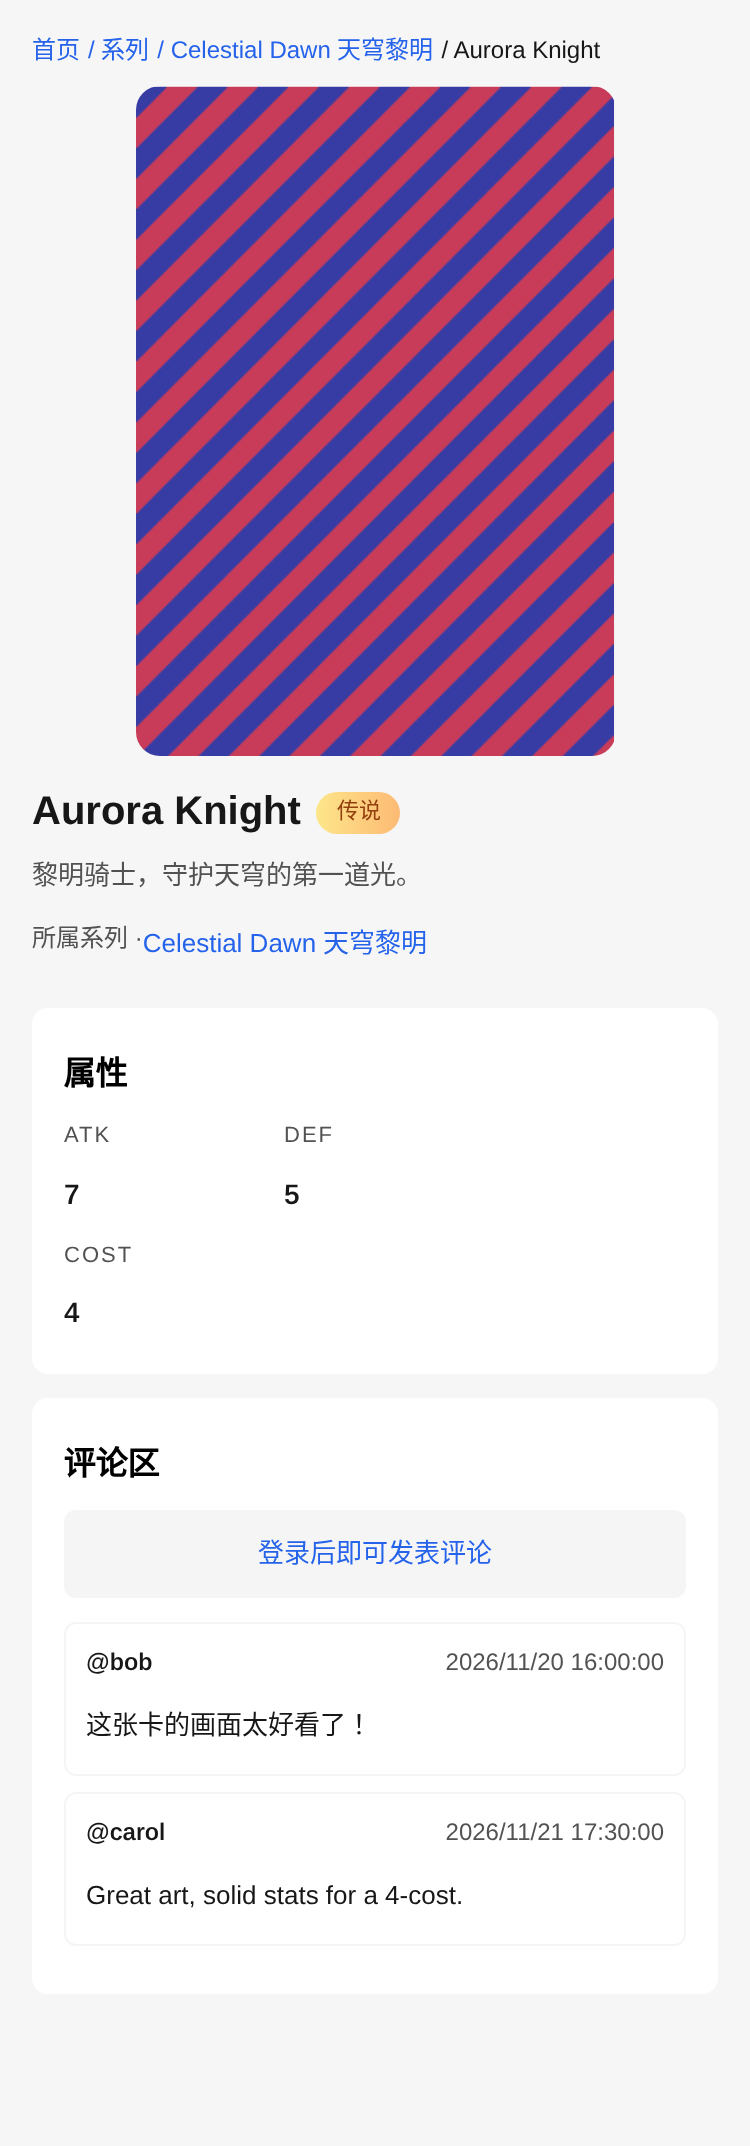 首页 / 系列 / Celestial Dawn 天穹黎明 / Aurora Knight
Aurora Knight 传说
黎明骑士，守护天穹的第一道光。
所属系列 · Celestial Dawn 天穹黎明
属性
ATK DEF
7 5
COST
4
评论区
登录后即可发表评论
@bob 2026/11/20 16:00:00
这张卡的画面太好看了！
@carol 2026/11/21 17:30:00
Great art, solid stats for a 4-cost.